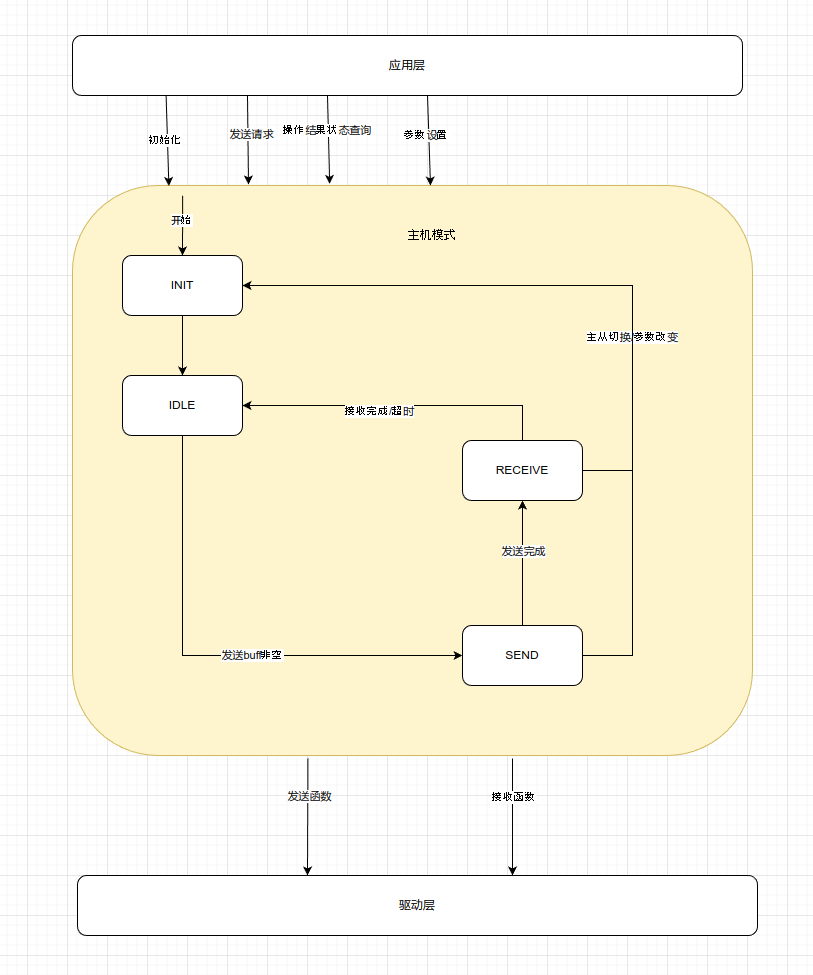 应用层
初始化
发送请求
操作结果状态查询
参数设置
开始
主机模式
INIT
主从切换/参数改变
IDLE
接收完成/超时
RECEIVE
发送完成
发送buf非空
SEND
发送函数
接收函数
驱动层